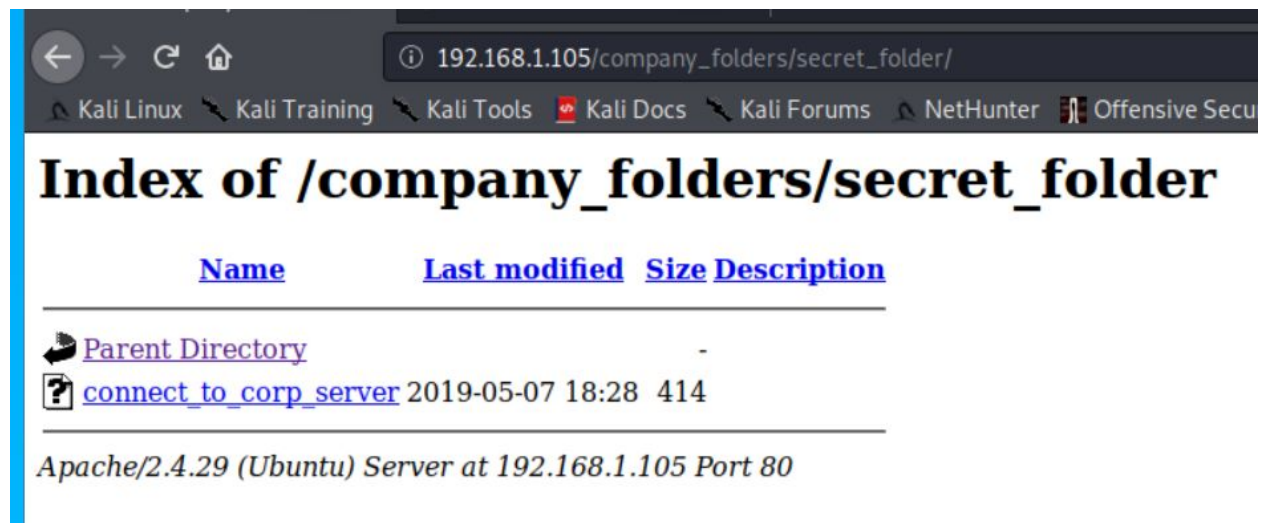 192.168.1.105/company_folders/secret_folder/
Kali Linux Kali Training Kali Tools Kali Docs Kali Forums NetHunter Offensive Secu
Index of /company_folders/secret_folder
Name Last modified Size Description
Parent Directory -
connect_to_corp_server 2019-05-07 18:28 414
Apache/2.4.29 (Ubuntu) Server at 192.168.1.105 Port 80